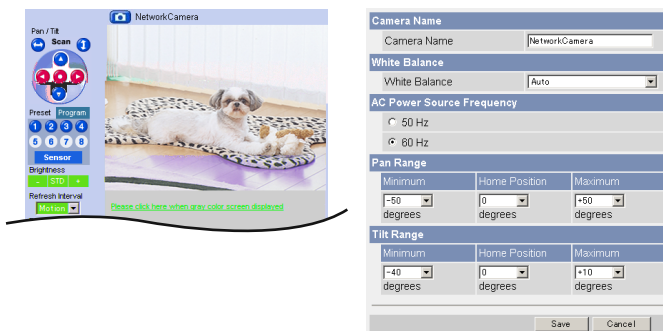 NetworkCamera
Pan / Tilt
Scan
Preset Program
1 2 3 4
5 6 7 8
Sensor
Brightness
- STD +
Refresh Interval
Motion
Please click here when gray color screen displayed
Camera Name
Camera Name NetworkCamera
White Balance
White Balance Auto
AC Power Source Frequency
50 Hz
60 Hz
Pan Range
Minimum Home Position Maximum
-50 0 +50
degrees degrees degrees
Tilt Range
Minimum Home Position Maximum
-40 0 +10
degrees degrees degrees
Save Cancel